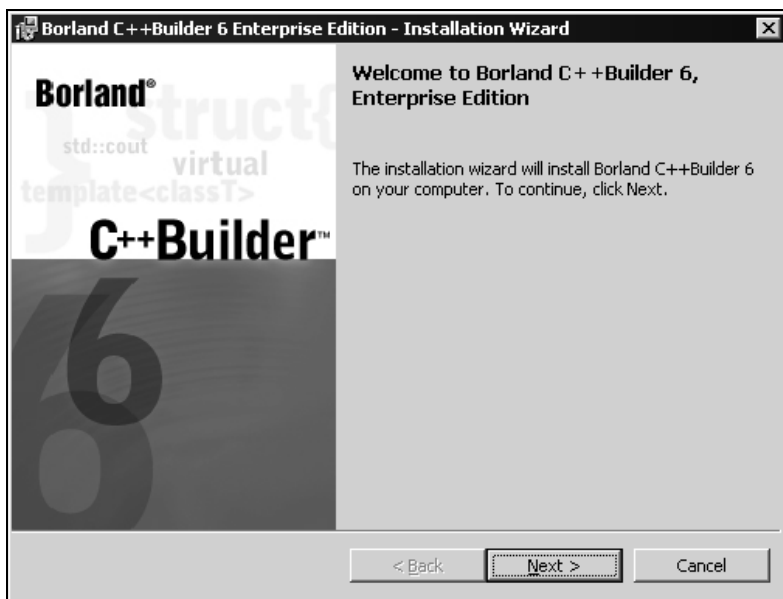 Borland C++Builder 6 Enterprise Edition - Installation Wizard
Borland®
struct{
}
std::cout
virtual
template<classT>
C++Builder™
6
6
Welcome to Borland C++Builder 6,
Enterprise Edition
The installation wizard will install Borland C++Builder 6
on your computer. To continue, click Next.
< Back
Next >
Cancel